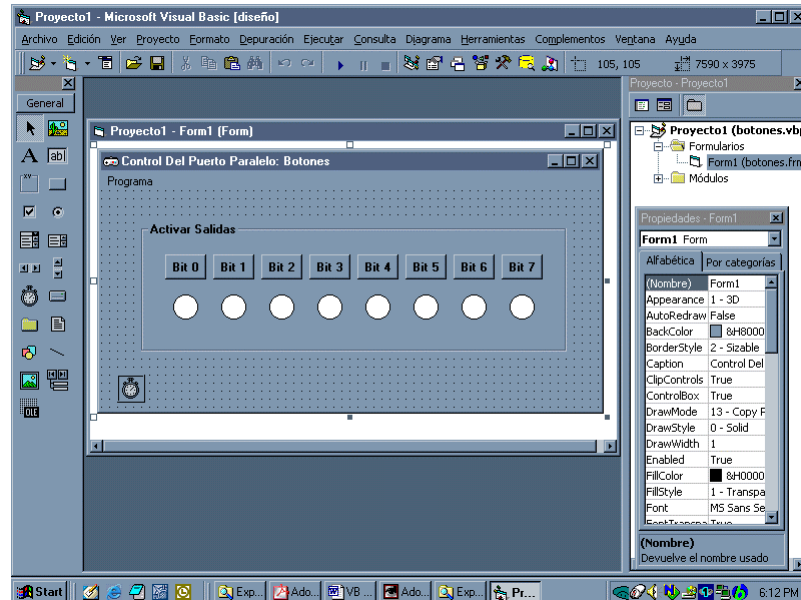 Proyecto1 - Microsoft Visual Basic [diseño]
Archivo Edición Ver Proyecto Formato Depuración Ejecutar Consulta Diagrama Herramientas Complementos Ventana Ayuda
105, 105 7590 x 3975
General
A ab|
xv
OLE
Proyecto1 - Form1 (Form)
Control Del Puerto Paralelo: Botones
Programa
Activar Salidas
Bit 0 Bit 1 Bit 2 Bit 3 Bit 4 Bit 5 Bit 6 Bit 7
Proyecto - Proyecto1
Proyecto1 (botones.vbp
Formularios
Form1 (botones.frm
Módulos
Propiedades - Form1
Form1 Form
Alfabética Por categorías
(Nombre) Form1
Appearance 1 - 3D
AutoRedraw False
BackColor &H8000
BorderStyle 2 - Sizable
Caption Control Del
ClipControls True
ControlBox True
DrawMode 13 - Copy P
DrawStyle 0 - Solid
DrawWidth 1
Enabled True
FillColor &H0000
FillStyle 1 - Transpa
Font MS Sans Se
FontTranspa True
(Nombre)
Devuelve el nombre usado
Start Exp... Ado... VB ... Ado... Exp... Pr... 6:12 PM